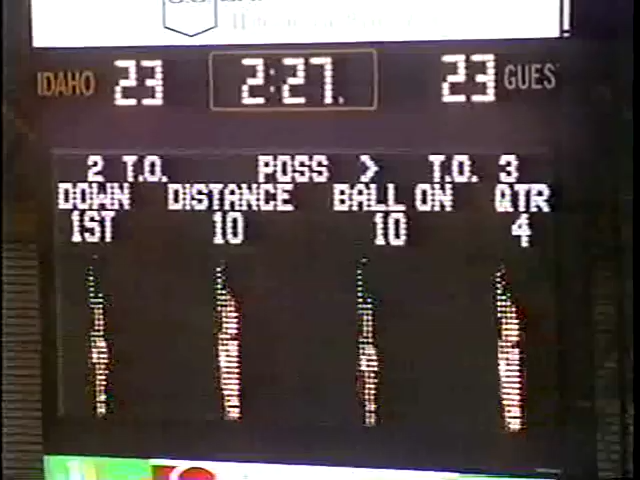 IDAHO 23 2:27. 23 GUES
2 T.O. POSS > T.O. 3
DOWN DISTANCE BALL ON QTR
1ST 10 10 4